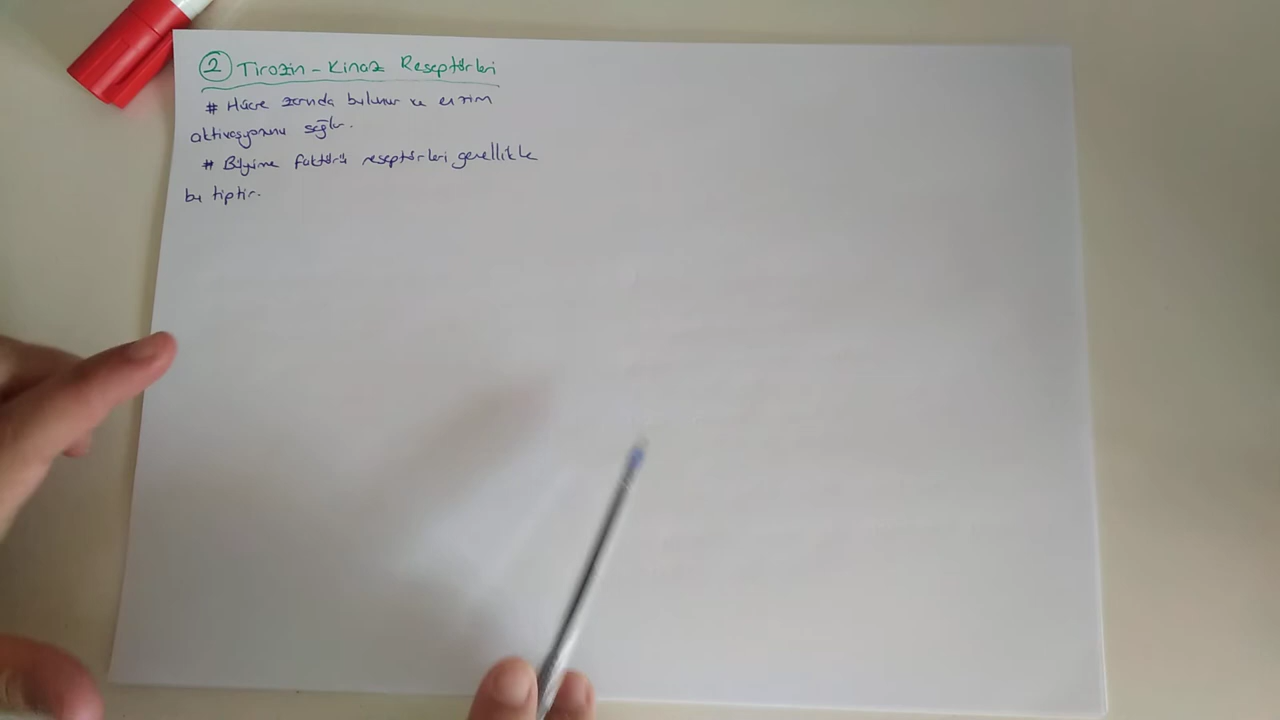 2 Tirozin-Kinaz Reseptörleri
# Hücre zarında bulunur ve enzim
aktivasyonunu sağlar.
# Büyüme faktörü reseptörleri genellikle
bu tiptir.